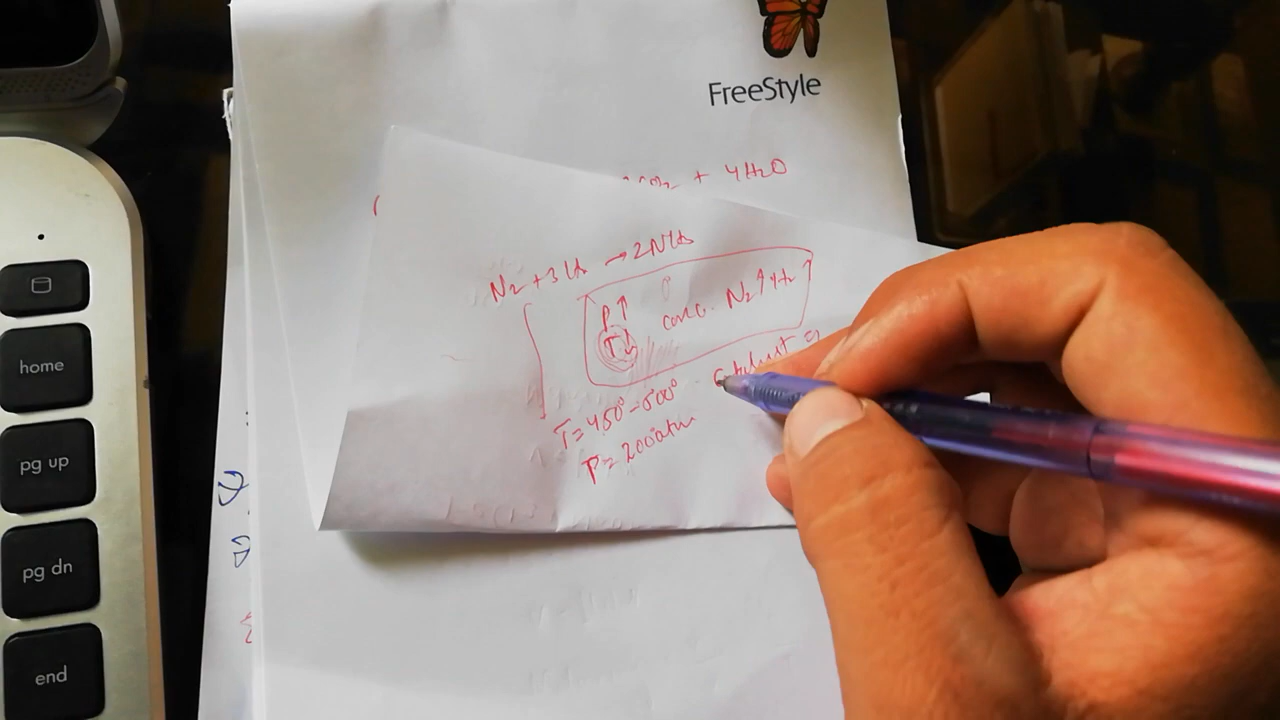 FreeStyle
+ 4H2O
N2 + 3H2 → 2NH3
P↑
T↓ conc. N2↑ H2↑
T = 450° - 500° Catalyst
P = 200atm
home
pg up
pg dn
end